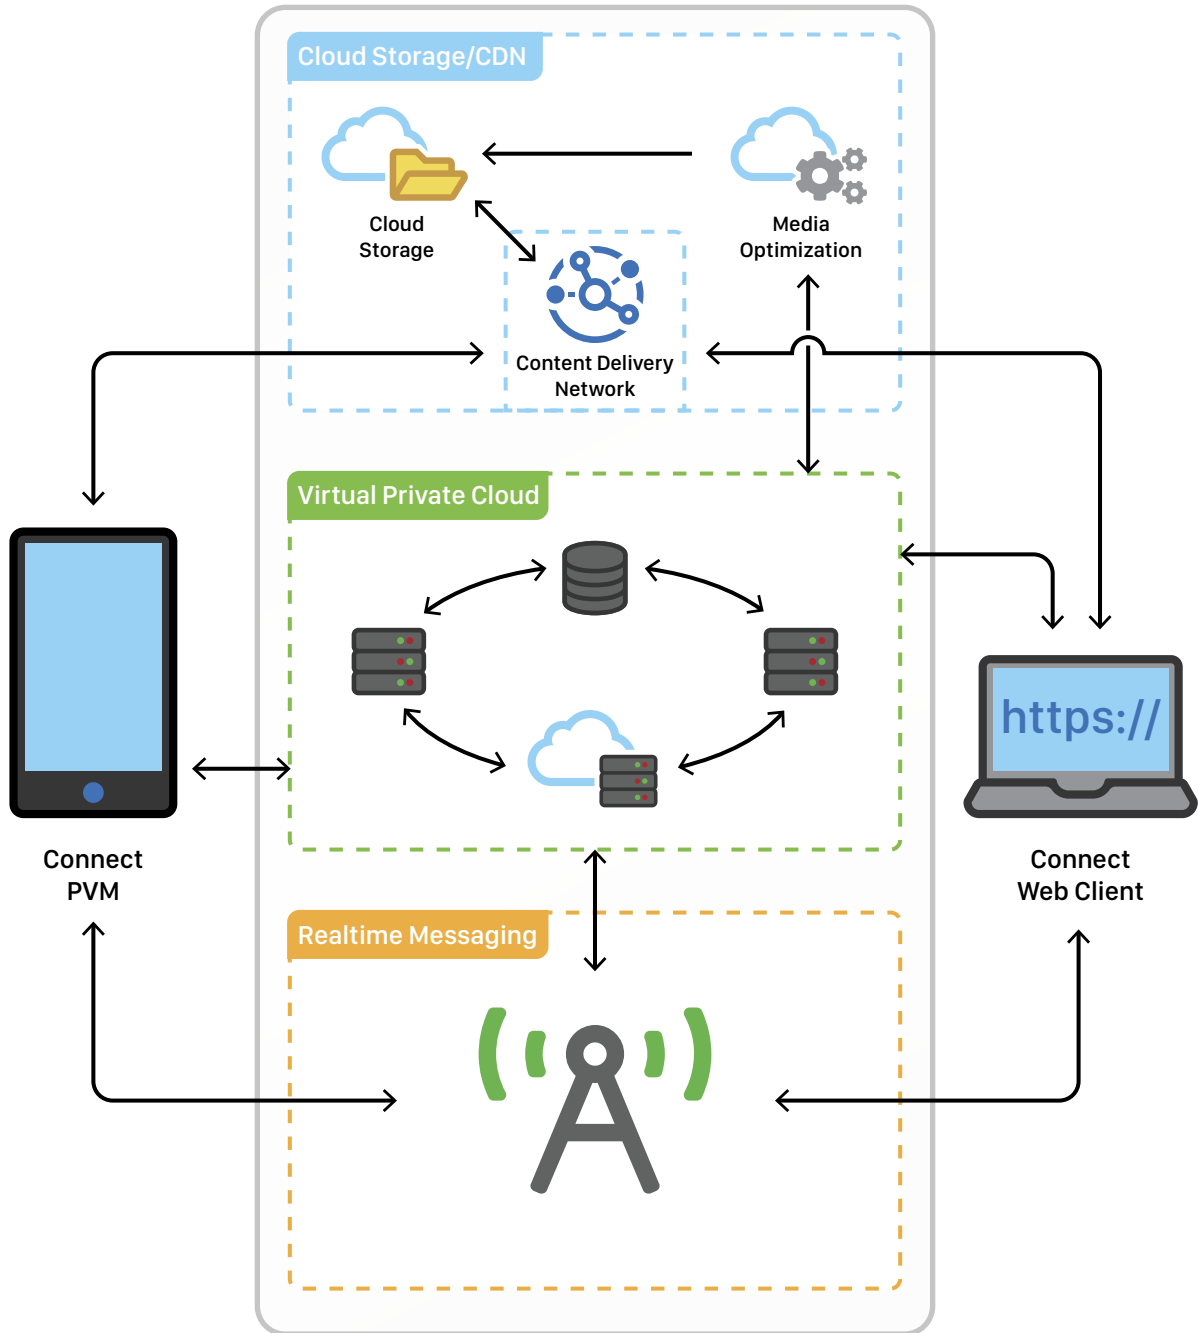 Cloud Storage/CDN
Cloud
Storage
Media
Optimization
Content Delivery
Network
Virtual Private Cloud
https://
Connect
PVM
Connect
Web Client
Realtime Messaging